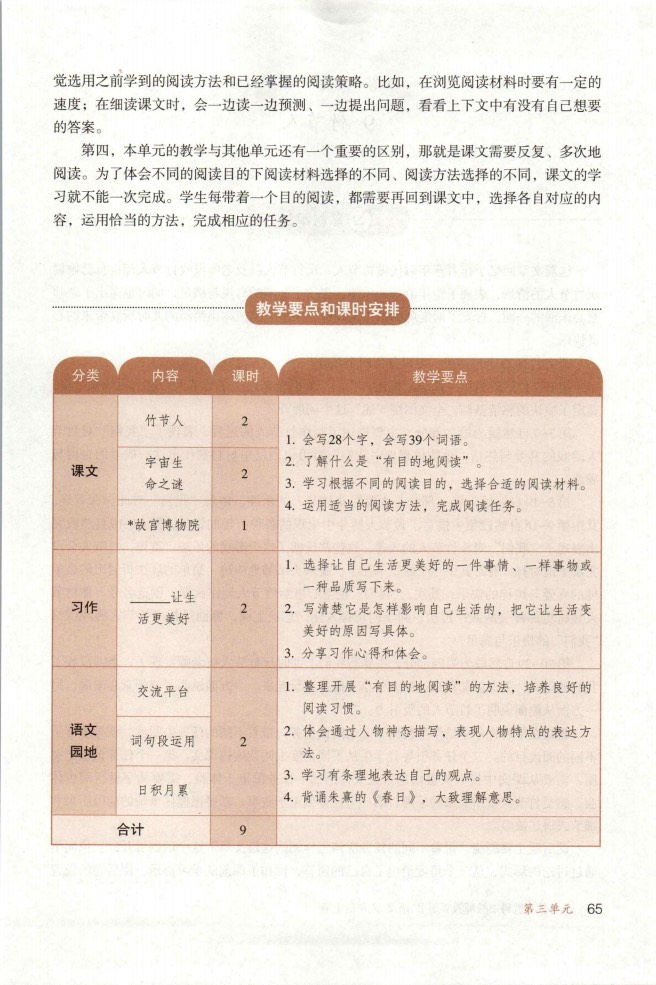 觉选用之前学到的阅读方法和已经掌握的阅读策略。比如，在浏览阅读材料时要有一定的
速度；在细读课文时，会一边读一边预测、一边提出问题，看看上下文中有没有自己想要
的答案。
第四，本单元的教学与其他单元还有一个重要的区别，那就是课文需要反复、多次地
阅读。为了体会不同的阅读目的下阅读材料选择的不同、阅读方法选择的不同，课文的学
习就不能一次完成。学生每带着一个目的阅读，都需要再回到课文中，选择各自对应的内
容，运用恰当的方法，完成相应的任务。
教学要点和课时安排
分类 内容 课时 教学要点
课文
竹节人 2
宇宙生
命之谜 2
*故宫博物院 1
1. 会写28个字，会写39个词语。
2. 了解什么是“有目的地阅读”。
3. 学习根据不同的阅读目的，选择合适的阅读材料。
4. 运用适当的阅读方法，完成阅读任务。
习作
______让生
活更美好 2
1. 选择让自己生活更美好的一件事情、一样事物或
一种品质写下来。
2. 写清楚它是怎样影响自己生活的，把它让生活变
美好的原因写具体。
3. 分享习作心得和体会。
语文
园地
交流平台
词句段运用 2
日积月累
1. 整理开展“有目的地阅读”的方法，培养良好的
阅读习惯。
2. 体会通过人物神态描写，表现人物特点的表达方
法。
3. 学习有条理地表达自己的观点。
4. 背诵朱熹的《春日》，大致理解意思。
合计 9
第三单元 65